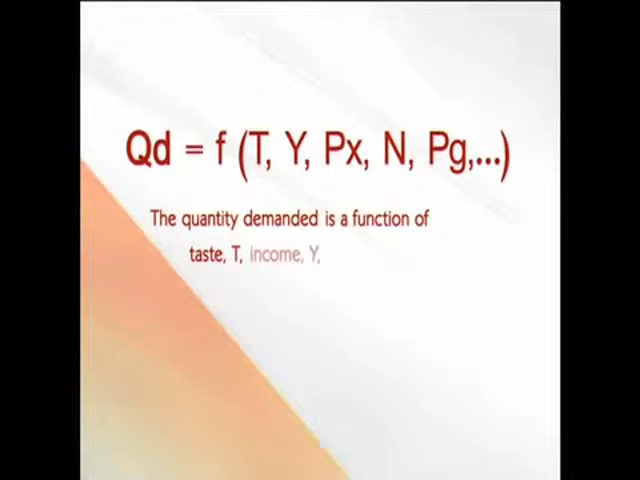 Qd = f (T, Y, Px, N, Pg,...)
The quantity demanded is a function of
taste, T, income, Y,